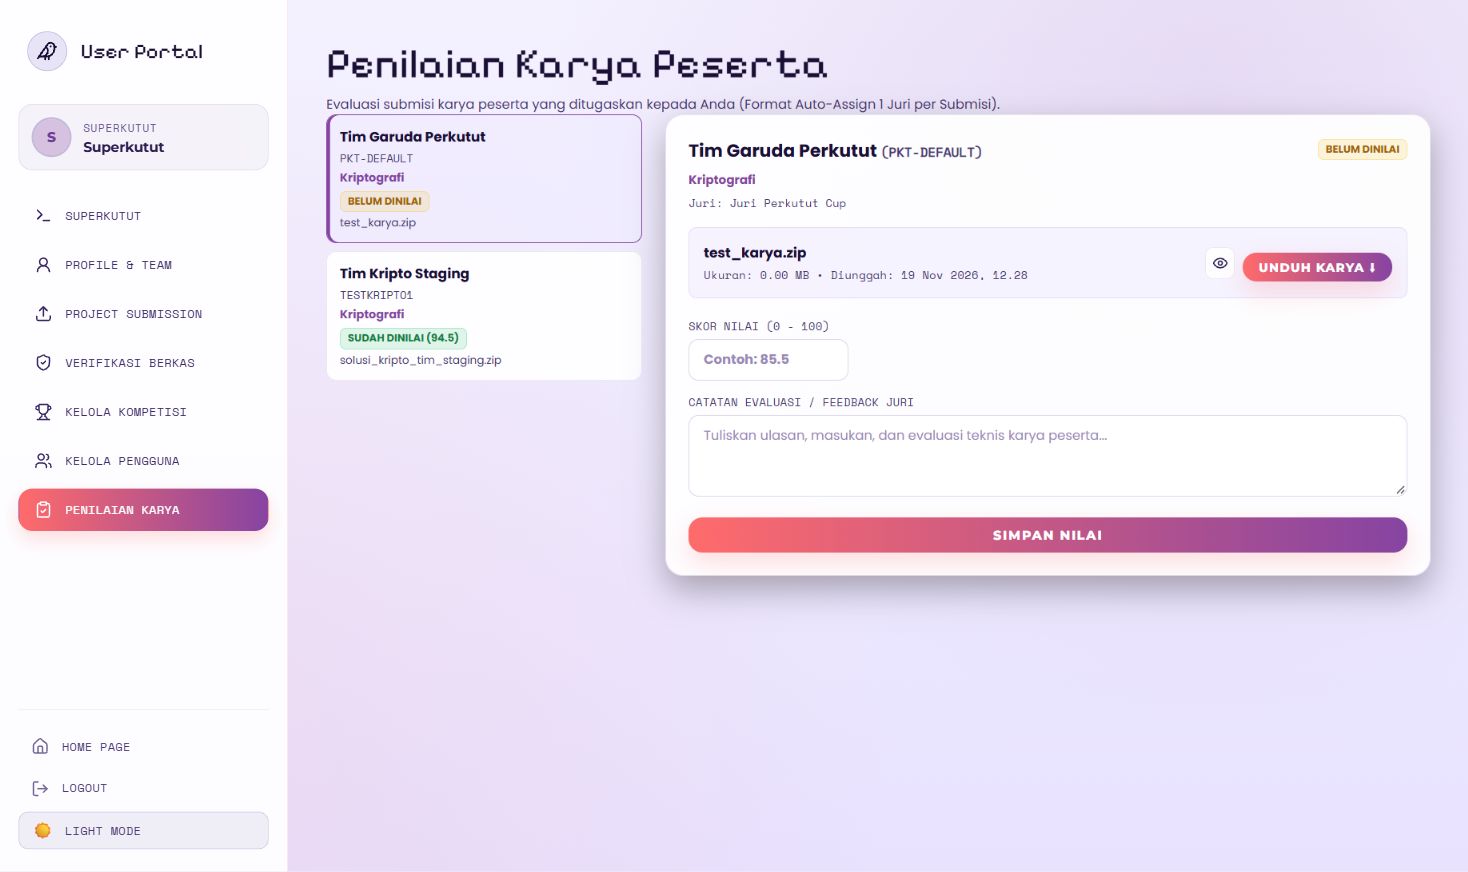 User Portal
S
SUPERKUTUT
Superkutut
SUPERKUTUT
PROFILE & TEAM
PROJECT SUBMISSION
VERIFIKASI BERKAS
KELOLA KOMPETISI
KELOLA PENGGUNA
PENILAIAN KARYA
HOME PAGE
LOGOUT
LIGHT MODE
Penilaian Karya Peserta
Evaluasi submisi karya peserta yang ditugaskan kepada Anda (Format Auto-Assign 1 Juri per Submisi).
Tim Garuda Perkutut
PKT-DEFAULT
Kriptografi
BELUM DINILAI
test_karya.zip
Tim Kripto Staging
TESTKRIPTO1
Kriptografi
SUDAH DINILAI (94.5)
solusi_kripto_tim_staging.zip
Tim Garuda Perkutut (PKT-DEFAULT)
BELUM DINILAI
Kriptografi
Juri: Juri Perkutut Cup
test_karya.zip
Ukuran: 0.00 MB • Diunggah: 19 Nov 2026, 12.28
UNDUH KARYA ⬇
SKOR NILAI (0 - 100)
Contoh: 85.5
CATATAN EVALUASI / FEEDBACK JURI
Tuliskan ulasan, masukan, dan evaluasi teknis karya peserta...
SIMPAN NILAI